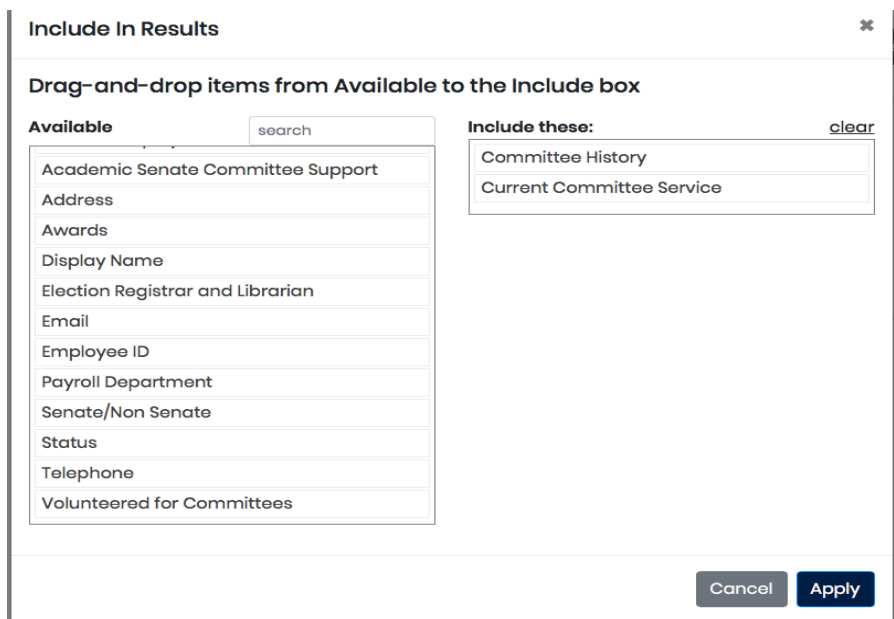 Include In Results
✖
Drag-and-drop items from Available to the Include box
Available
search
Academic Senate Committee Support
Address
Awards
Display Name
Election Registrar and Librarian
Email
Employee ID
Payroll Department
Senate/Non Senate
Status
Telephone
Volunteered for Committees
Include these:
clear
Committee History
Current Committee Service
Cancel
Apply